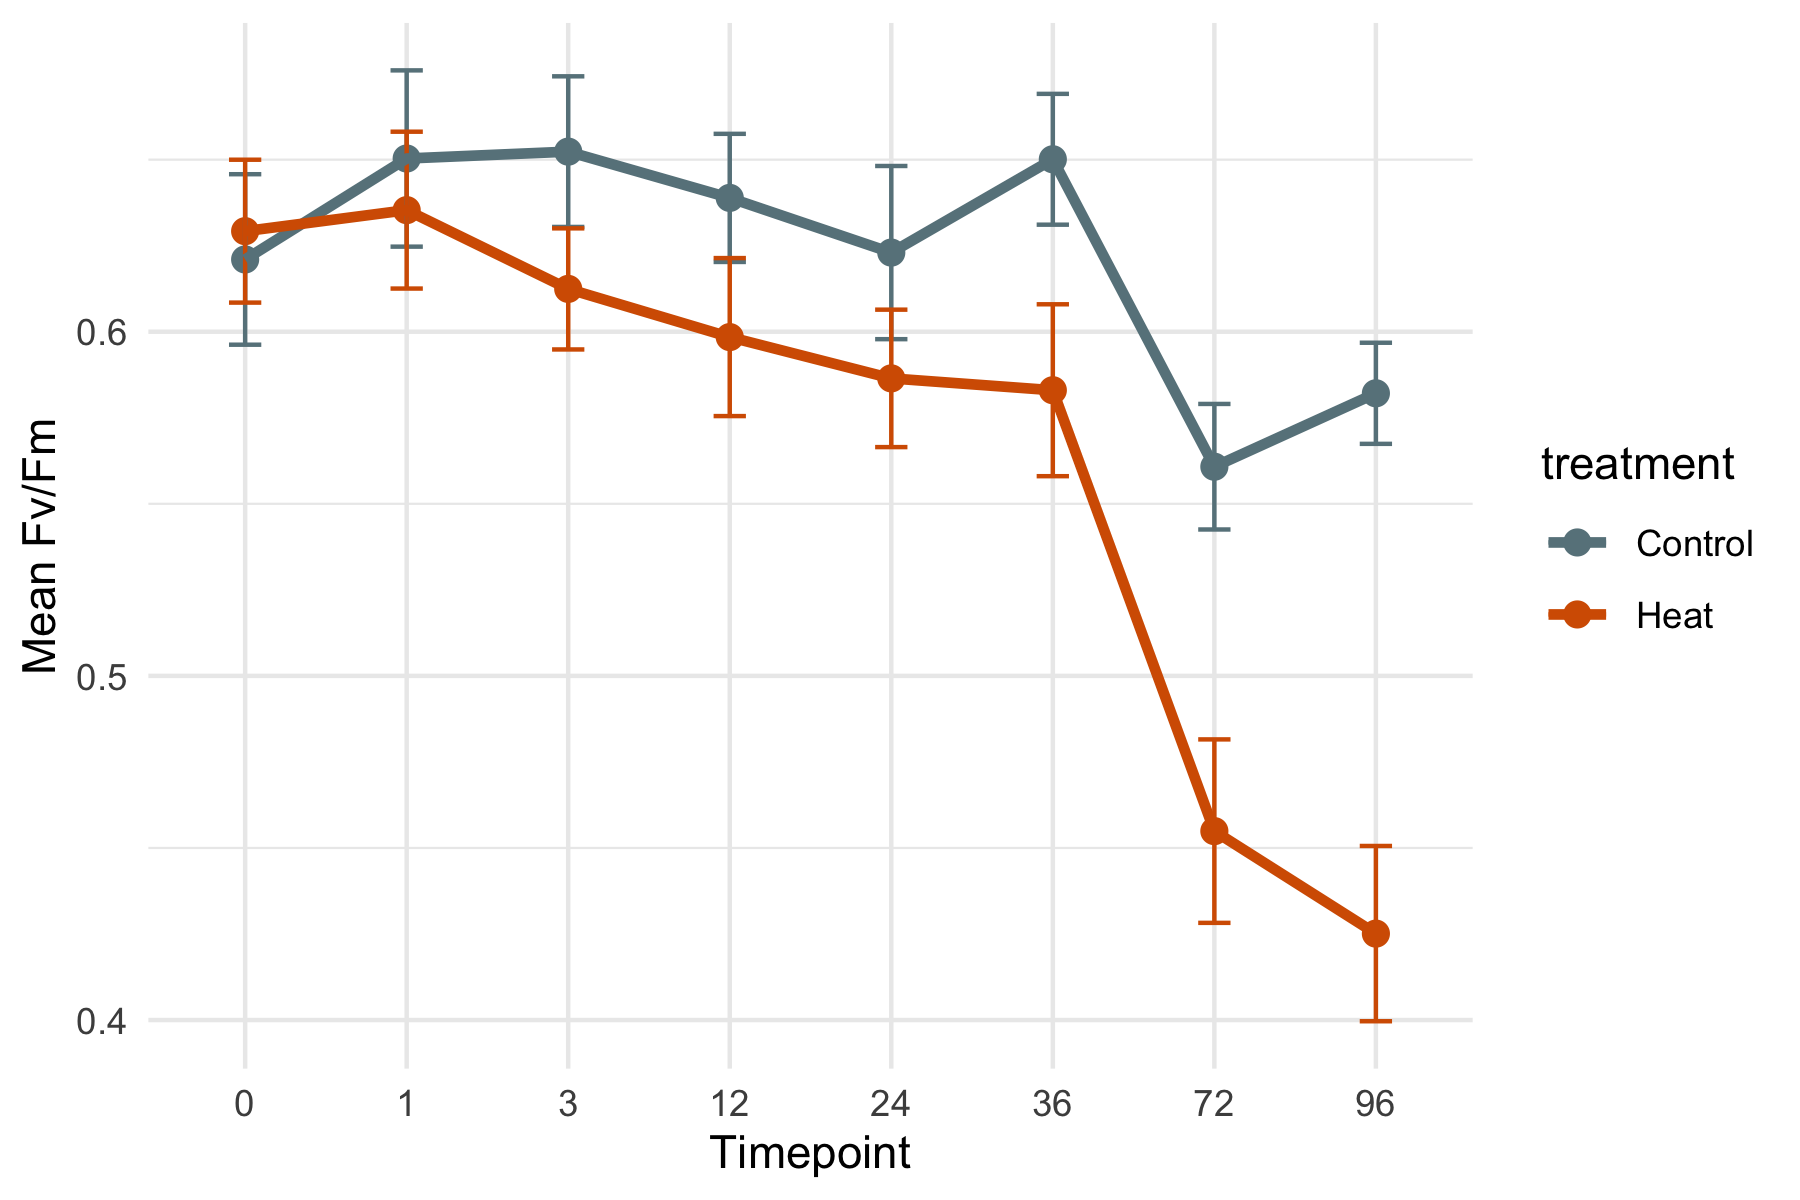 Mean Fv/Fm
0.6
0.5
0.4
0 1 3 12 24 36 72 96
Timepoint
treatment
Control
Heat